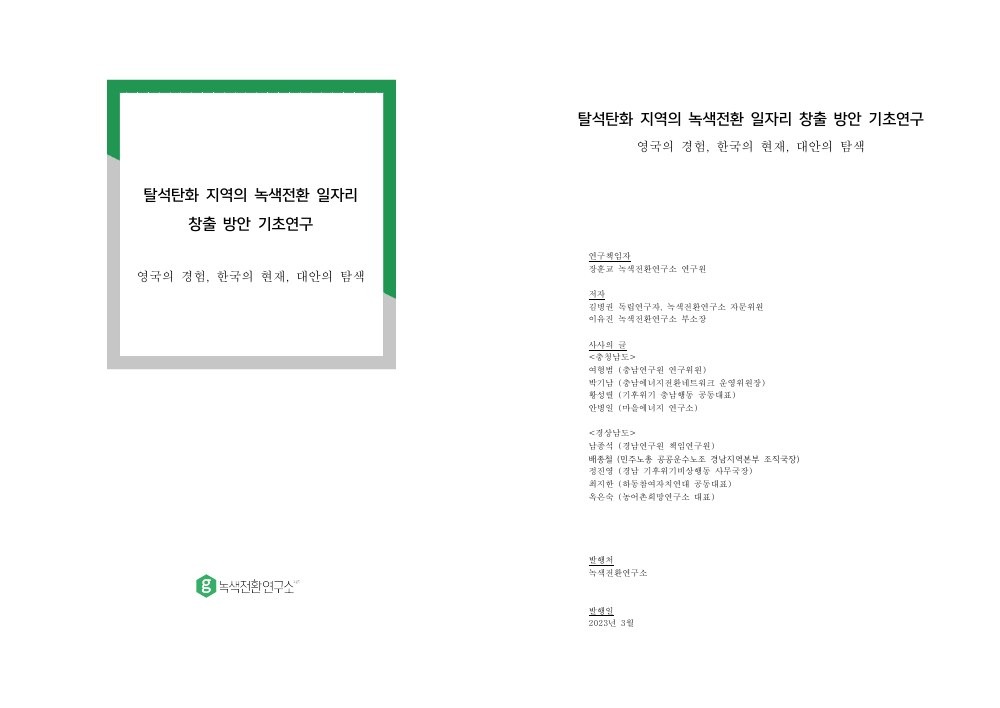 탈석탄화 지역의 녹색전환 일자리
창출 방안 기초연구
영국의 경험, 한국의 현재, 대안의 탐색
녹색전환연구소
탈석탄화 지역의 녹색전환 일자리 창출 방안 기초연구
영국의 경험, 한국의 현재, 대안의 탐색
연구책임자
장훈교 녹색전환연구소 연구원
저자
김병권 독립연구자, 녹색전환연구소 자문위원
이유진 녹색전환연구소 부소장
사사의 글
<충청남도>
여형범 (충남연구원 연구위원)
박기남 (충남에너지전환네트워크 운영위원장)
황성렬 (기후위기 충남행동 공동대표)
안병일 (마을에너지 연구소)
<경상남도>
남종석 (경남연구원 책임연구원)
배종철 (민주노총 공공운수노조 경남지역본부 조직국장)
정진영 (경남 기후위기비상행동 사무국장)
최지한 (하동참여자치연대 공동대표)
옥은숙 (농어촌희망연구소 대표)
발행처
녹색전환연구소
발행일
2023년 3월